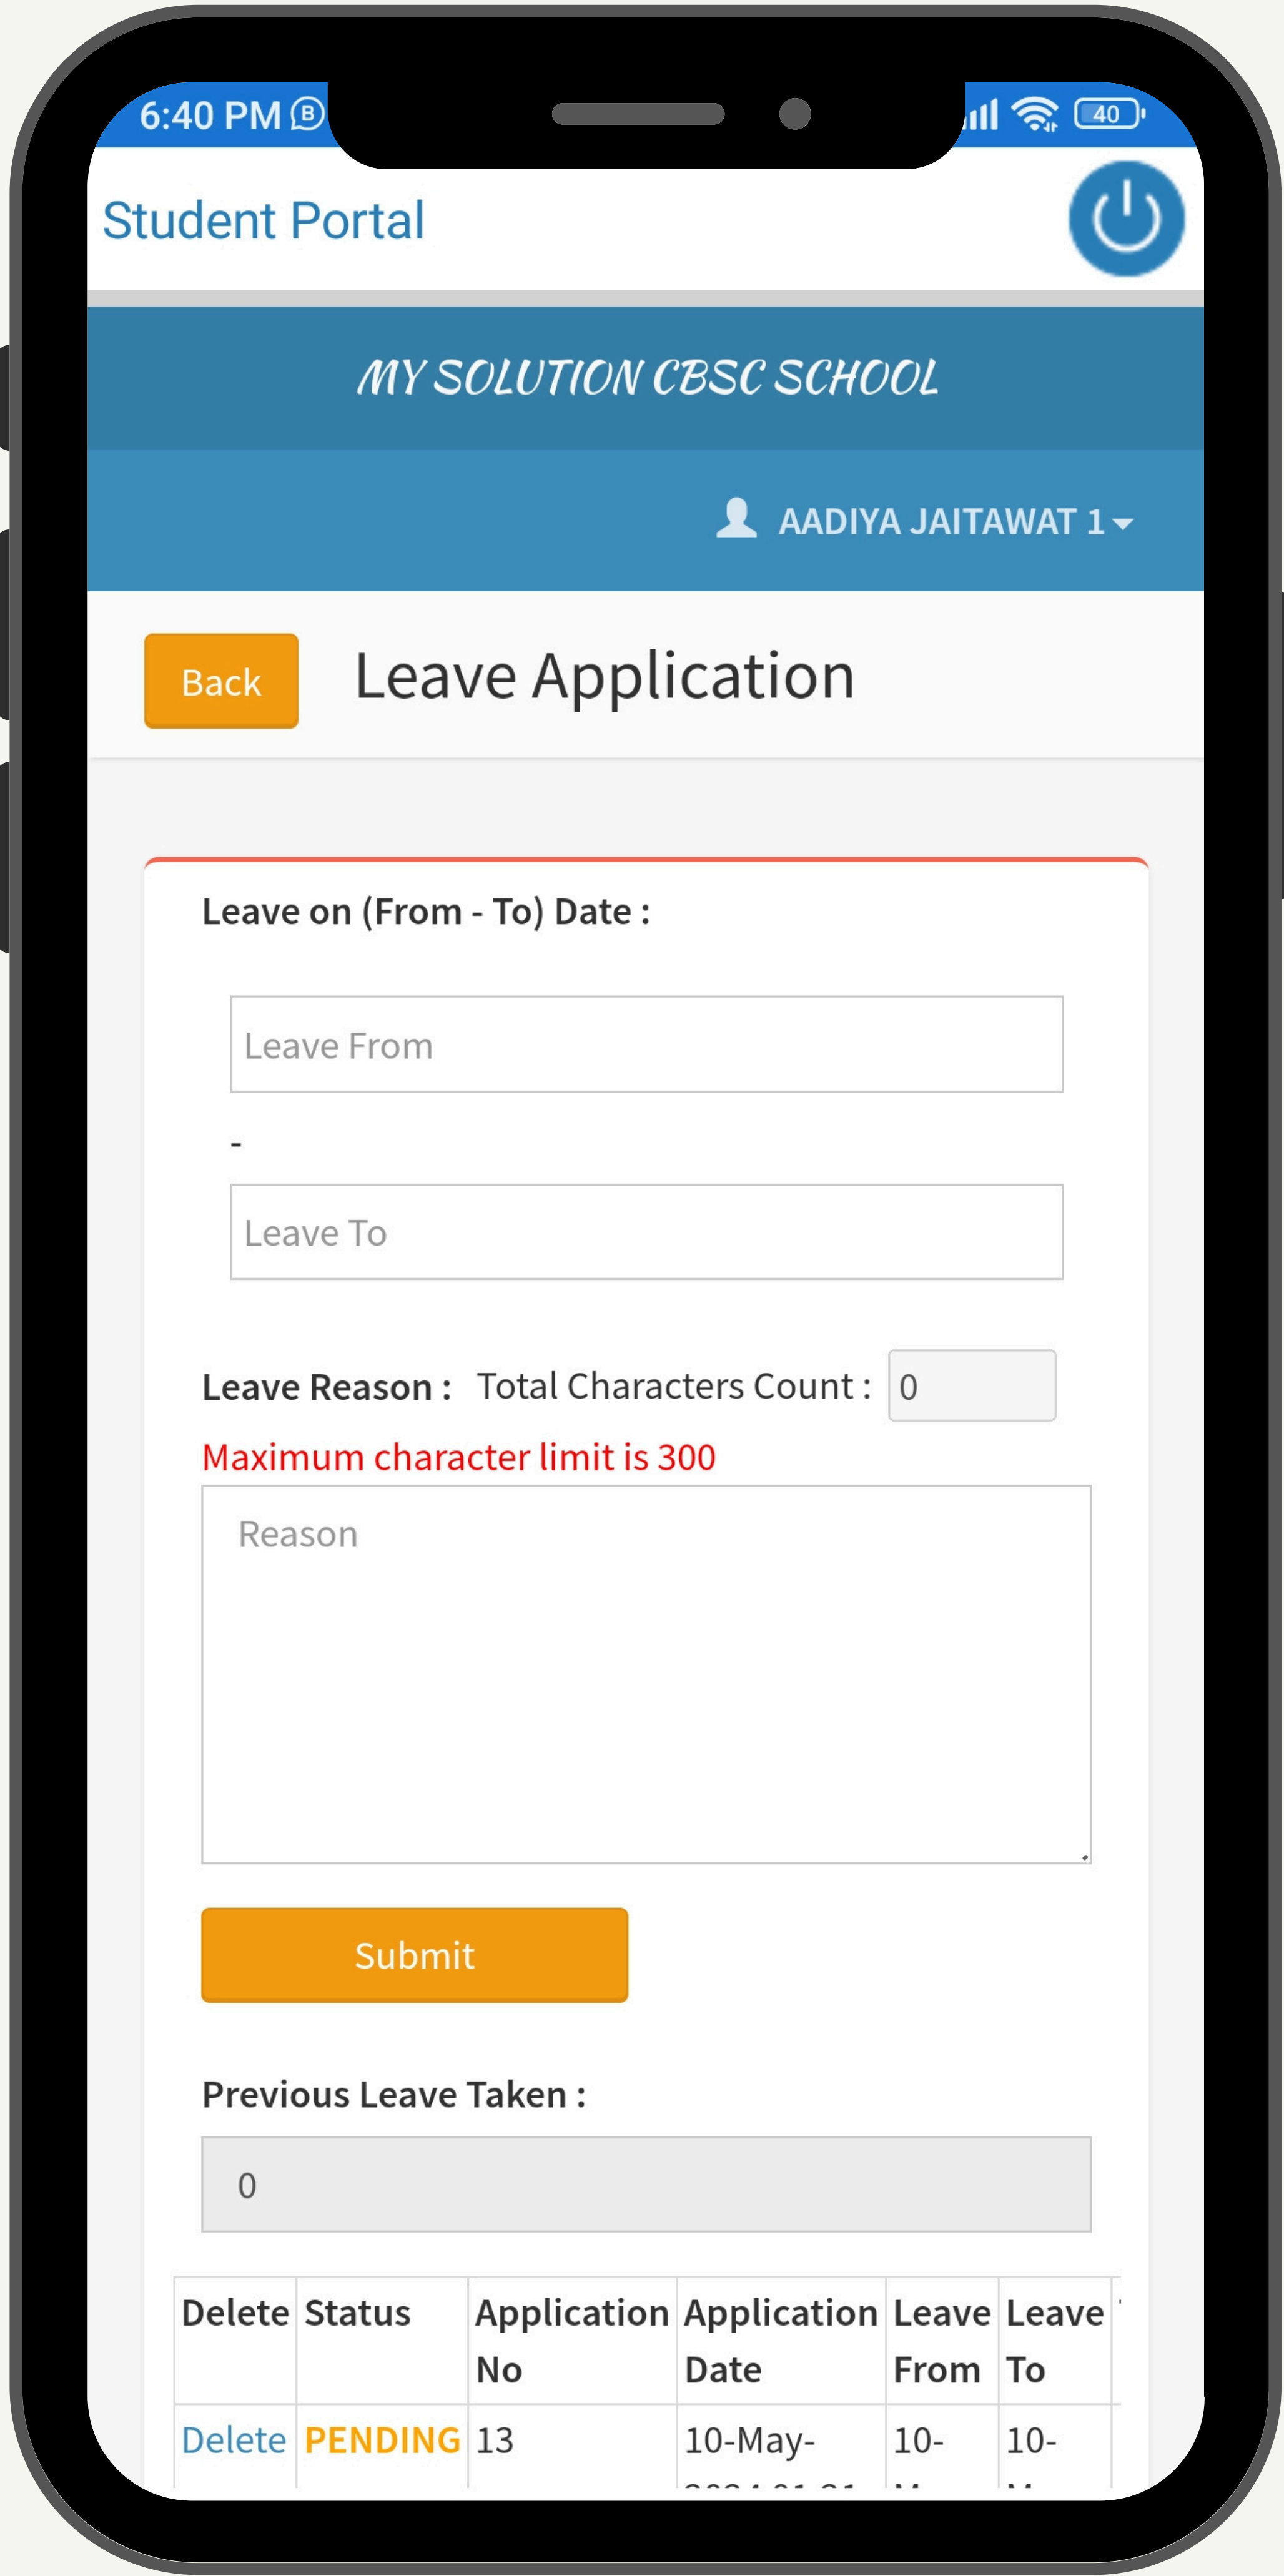 6:40 PM
40
Student Portal
MY SOLUTION CBSC SCHOOL
AADIYA JAITAWAT 1
Back
Leave Application
Leave on (From - To) Date :
Leave From
-
Leave To
Leave Reason : Total Characters Count : 0
Maximum character limit is 300
Reason
Submit
Previous Leave Taken :
0
Delete Status Application No Application Date Leave From Leave To
Delete PENDING 13 10-May- 10- 10-